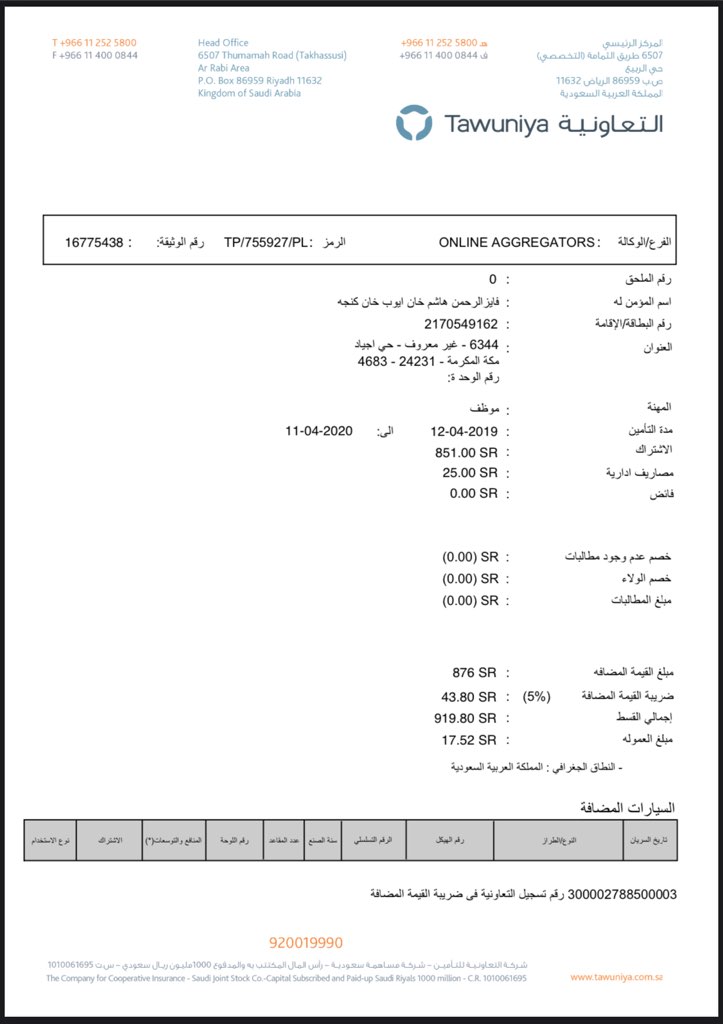 T +966 11 252 5800
F +966 11 400 0844
Head Office
6507 Thumamah Road (Takhassusi)
Ar Rabi Area
P.O. Box 86959 Riyadh 11632
Kingdom of Saudi Arabia
هـ +966 11 252 5800
ف +966 11 400 0844
المركز الرئيسي
6507 طريق الثمامة (التخصصي)
حي الربيع
ص.ب 86959 الرياض 11632
المملكة العربية السعودية
Tawuniya التعاونية
الفرع/الوكالة :ONLINE AGGREGATORS الرمز :TP/755927/PL رقم الوثيقة: : 16775438
رقم الملحق : 0
اسم المؤمن له : فايزالرحمن هاشم خان ايوب خان كنجه
رقم البطاقة/الإقامة : 2170549162
العنوان : 6344 - غير معروف - حي اجياد
مكة المكرمة - 24231 - 4683
رقم الوحد ة:
المهنة : موظف
مدة التأمين : 12-04-2019 الى: 11-04-2020
الاشتراك : 851.00 SR
مصاريف ادارية : 25.00 SR
فائض : 0.00 SR
خصم عدم وجود مطالبات : (0.00) SR
خصم الولاء : (0.00) SR
مبلغ المطالبات : (0.00) SR
مبلغ القيمة المضافه : 876 SR
ضريبة القيمة المضافة (5%) : 43.80 SR
إجمالي القسط : 919.80 SR
مبلغ العموله : 17.52 SR
- النطاق الجغرافي : المملكة العربية السعودية
السيارات المضافة
تاريخ السريان النوع/الطراز رقم الهيكل الرقم التسلسلي سنة الصنع عدد المقاعد رقم اللوحة المنافع والتوسعات(*) الاشتراك نوع الاستخدام
300002788500003 رقم تسجيل التعاونية فى ضريبة القيمة المضافة
920019990
شركة التعاونية للتأمين – شركة مساهمة سعودية – رأس المال المكتتب به والمدفوع 1000مليون ريال سعودي – س ت 1010061695
The Company for Cooperative Insurance - Saudi Joint Stock Co.-Capital Subscribed and Paid-up Saudi Riyals 1000 million - C.R. 1010061695
www.tawuniya.com.sa